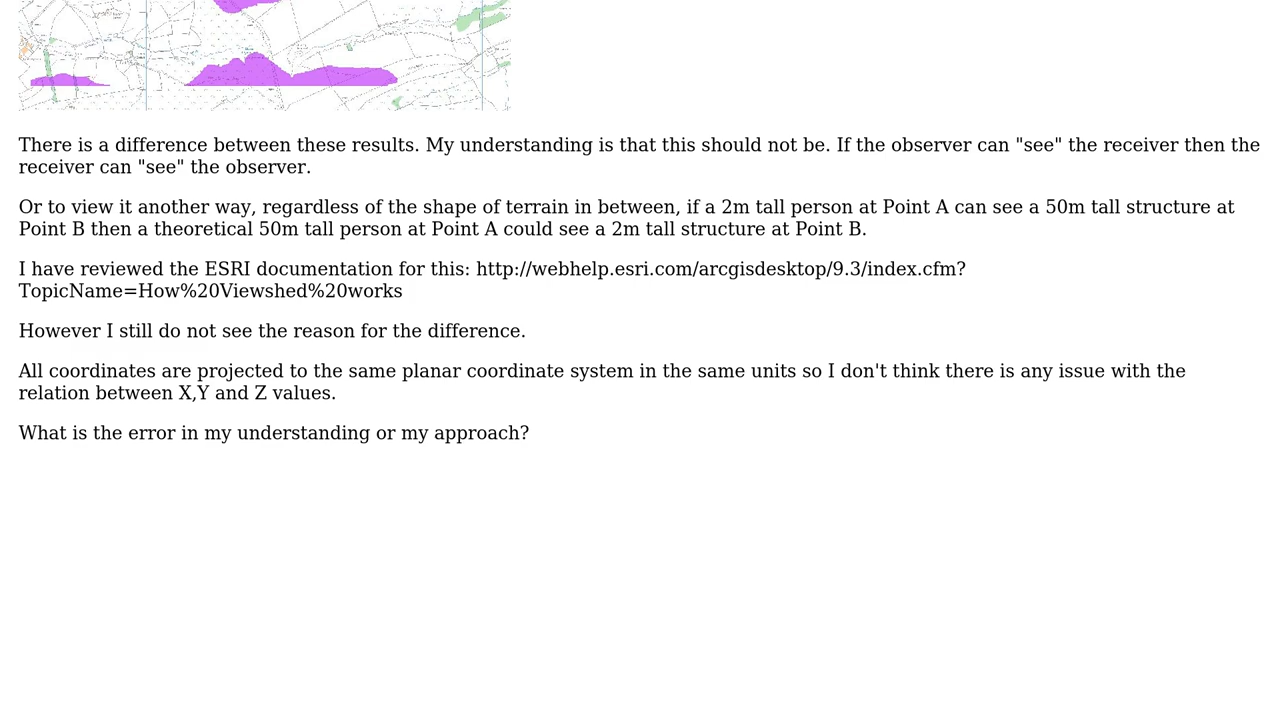 There is a difference between these results. My understanding is that this should not be. If the observer can "see" the receiver then the
receiver can "see" the observer.
Or to view it another way, regardless of the shape of terrain in between, if a 2m tall person at Point A can see a 50m tall structure at
Point B then a theoretical 50m tall person at Point A could see a 2m tall structure at Point B.
I have reviewed the ESRI documentation for this: http://webhelp.esri.com/arcgisdesktop/9.3/index.cfm?
TopicName=How%20Viewshed%20works
However I still do not see the reason for the difference.
All coordinates are projected to the same planar coordinate system in the same units so I don't think there is any issue with the
relation between X,Y and Z values.
What is the error in my understanding or my approach?